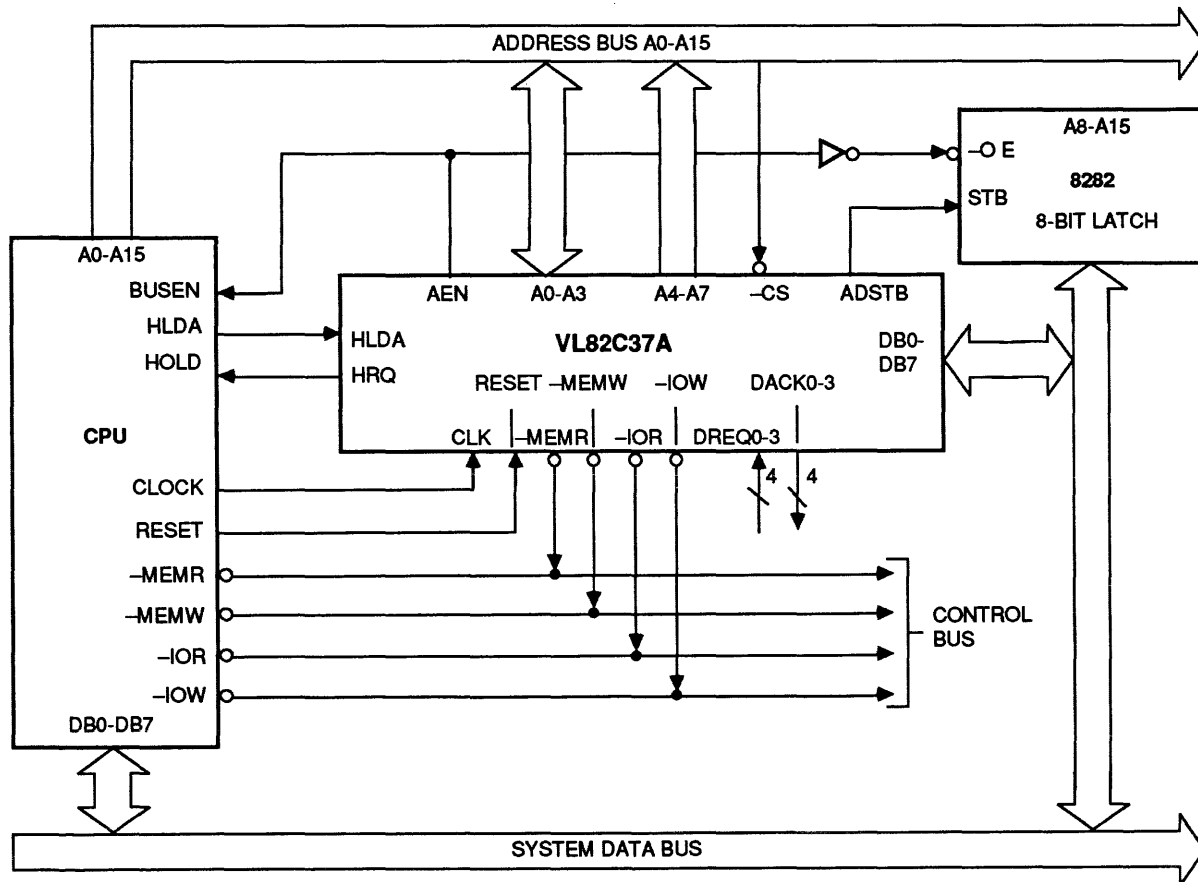 ADDRESS BUS A0-A15
A8-A15
–O E
8282
STB
8-BIT LATCH
A0-A15
BUSEN
HLDA
HOLD
CPU
CLOCK
RESET
–MEMR
–MEMW
–IOR
–IOW
DB0-DB7
AEN
A0-A3
A4-A7
–CS
ADSTB
HLDA
VL82C37A
DB0-
DB7
HRQ
RESET
–MEMW
–IOW
DACK0-3
CLK
–MEMR
–IOR
DREQ0-3
4
4
CONTROL
BUS
SYSTEM DATA BUS